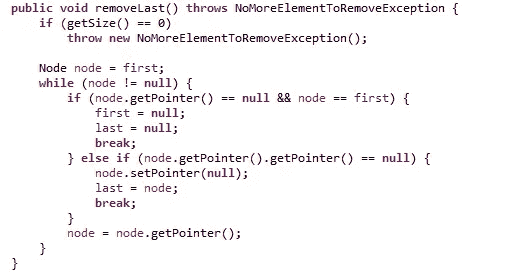 public void removeLast() throws NoMoreElementToRemoveException {
    if (getSize() == 0)
        throw new NoMoreElementToRemoveException();

    Node node = first;
    while (node != null) {
        if (node.getPointer() == null && node == first) {
            first = null;
            last = null;
            break;
        } else if (node.getPointer().getPointer() == null) {
            node.setPointer(null);
            last = node;
            break;
        }
        node = node.getPointer();
    }
}